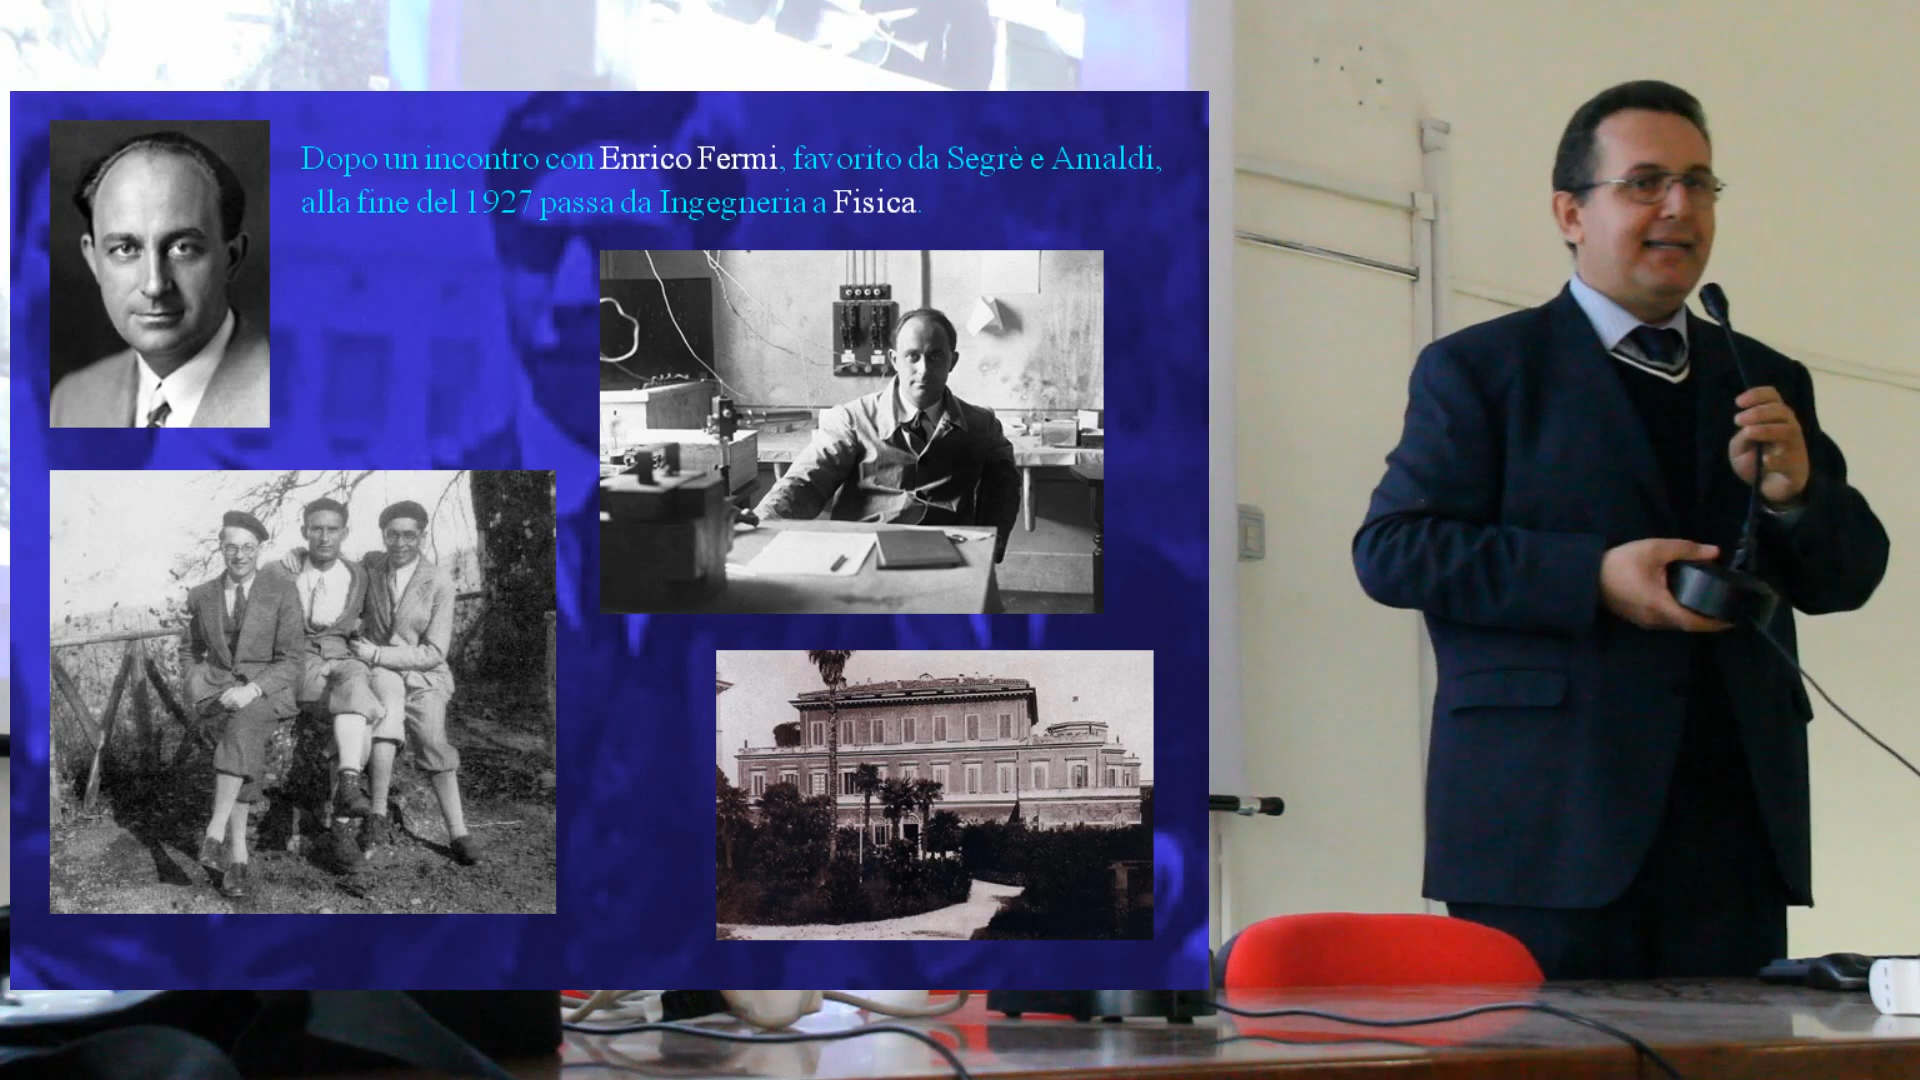 Dopo un incontro con Enrico Fermi, favorito da Segrè e Amaldi,
alla fine del 1927 passa da Ingegneria a Fisica.